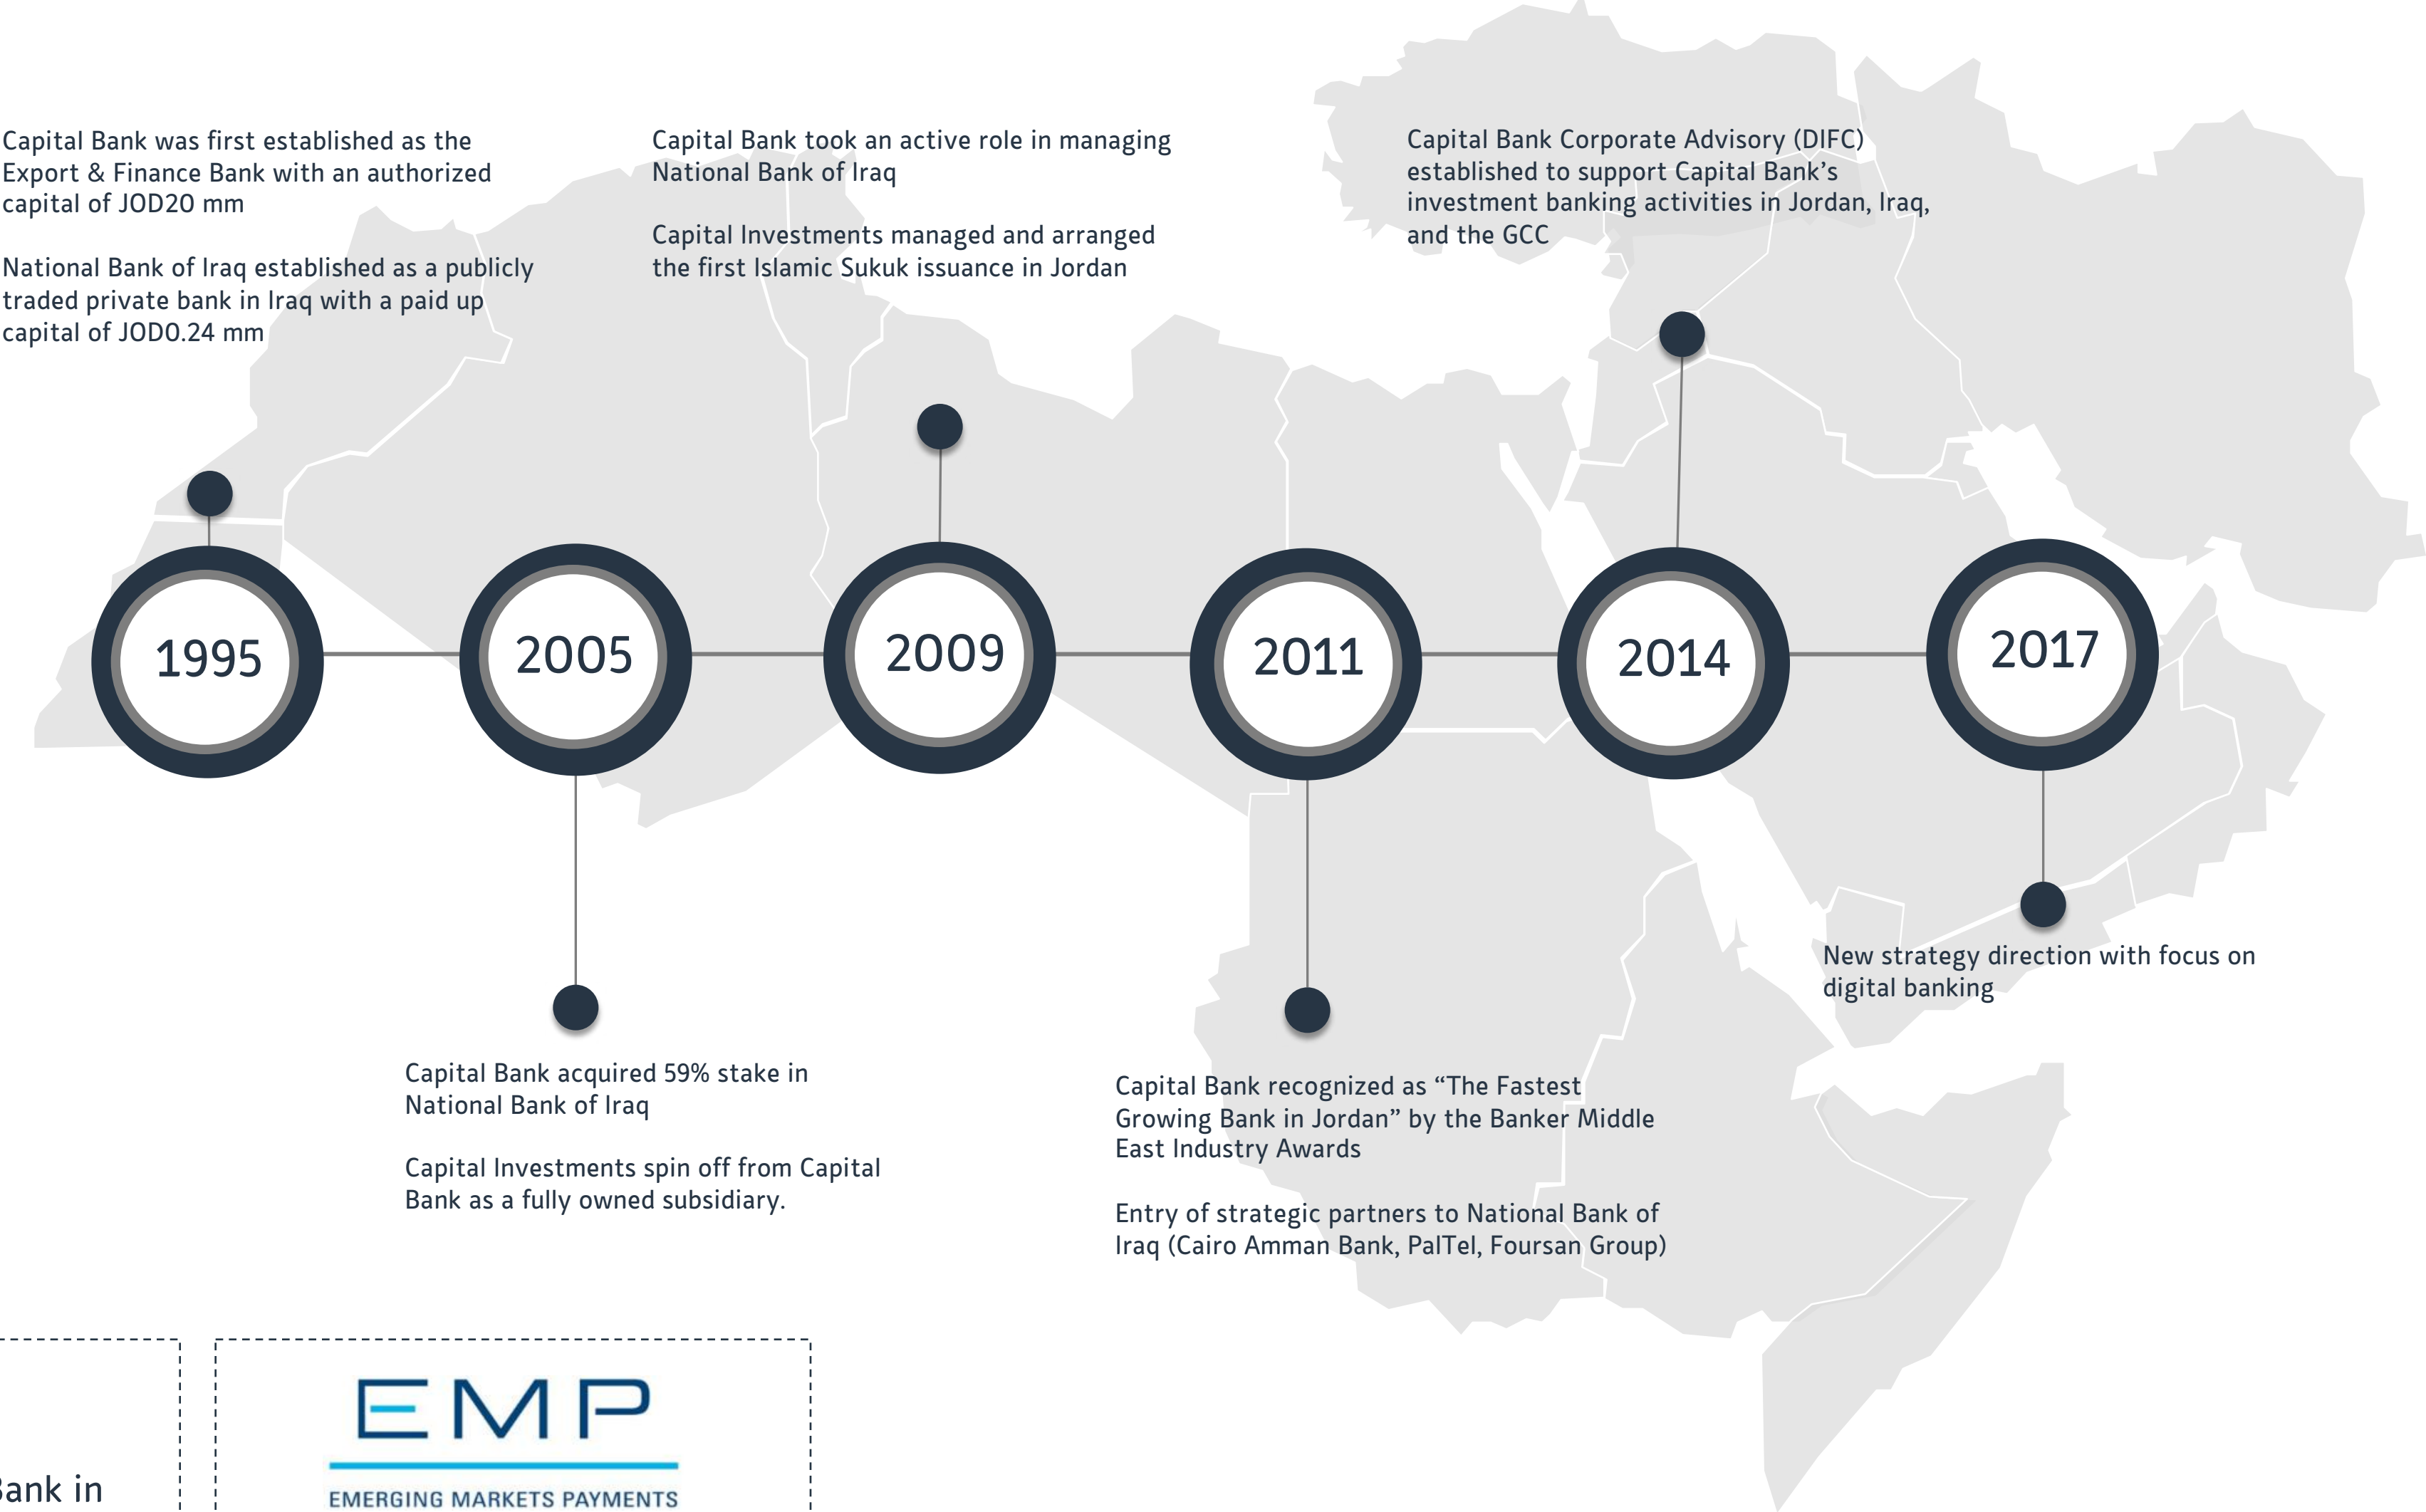 Capital Bank was first established as the
Export & Finance Bank with an authorized
capital of JOD20 mm
National Bank of Iraq established as a publicly
traded private bank in Iraq with a paid up
capital of JOD0.24 mm
Capital Bank took an active role in managing
National Bank of Iraq
Capital Investments managed and arranged
the first Islamic Sukuk issuance in Jordan
Capital Bank Corporate Advisory (DIFC)
established to support Capital Bank’s
investment banking activities in Jordan, Iraq,
and the GCC
1995
2005
2009
2011
2014
2017
New strategy direction with focus on
digital banking
Capital Bank acquired 59% stake in
National Bank of Iraq
Capital Investments spin off from Capital
Bank as a fully owned subsidiary.
Capital Bank recognized as “The Fastest
Growing Bank in Jordan” by the Banker Middle
East Industry Awards
Entry of strategic partners to National Bank of
Iraq (Cairo Amman Bank, PalTel, Foursan Group)
Bank in
EMP
EMERGING MARKETS PAYMENTS